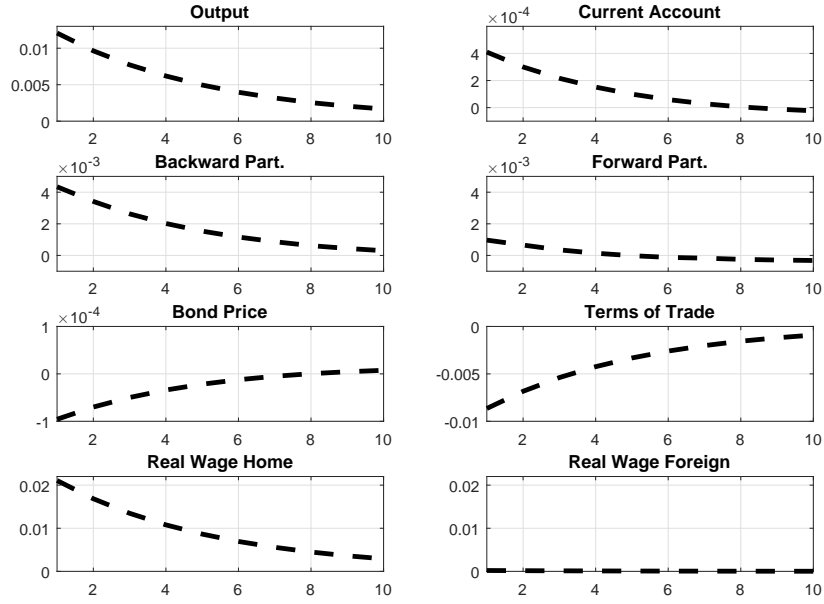 Output
0.01
0.005
0
2 4 6 8 10
Current Account
×10⁻⁴
4
2
0
2 4 6 8 10
Backward Part.
×10⁻³
4
2
0
2 4 6 8 10
Forward Part.
×10⁻³
4
2
0
2 4 6 8 10
Bond Price
×10⁻⁴
1
0
-1
2 4 6 8 10
Terms of Trade
0
-0.005
-0.01
2 4 6 8 10
Real Wage Home
0.02
0.01
0
2 4 6 8 10
Real Wage Foreign
0.02
0.01
0
2 4 6 8 10